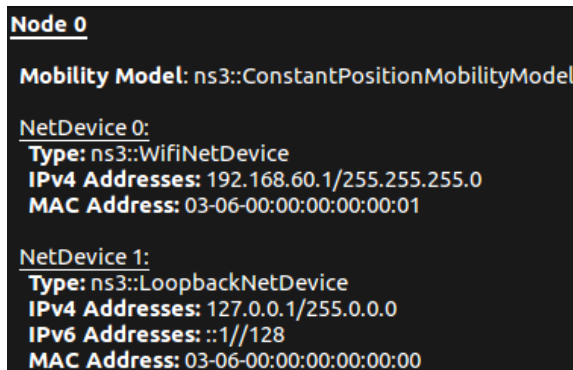 Node 0
Mobility Model: ns3::ConstantPositionMobilityModel
NetDevice 0:
Type: ns3::WifiNetDevice
IPv4 Addresses: 192.168.60.1/255.255.255.0
MAC Address: 03-06-00:00:00:00:00:01
NetDevice 1:
Type: ns3::LoopbackNetDevice
IPv4 Addresses: 127.0.0.1/255.0.0.0
IPv6 Addresses: ::1//128
MAC Address: 03-06-00:00:00:00:00:00